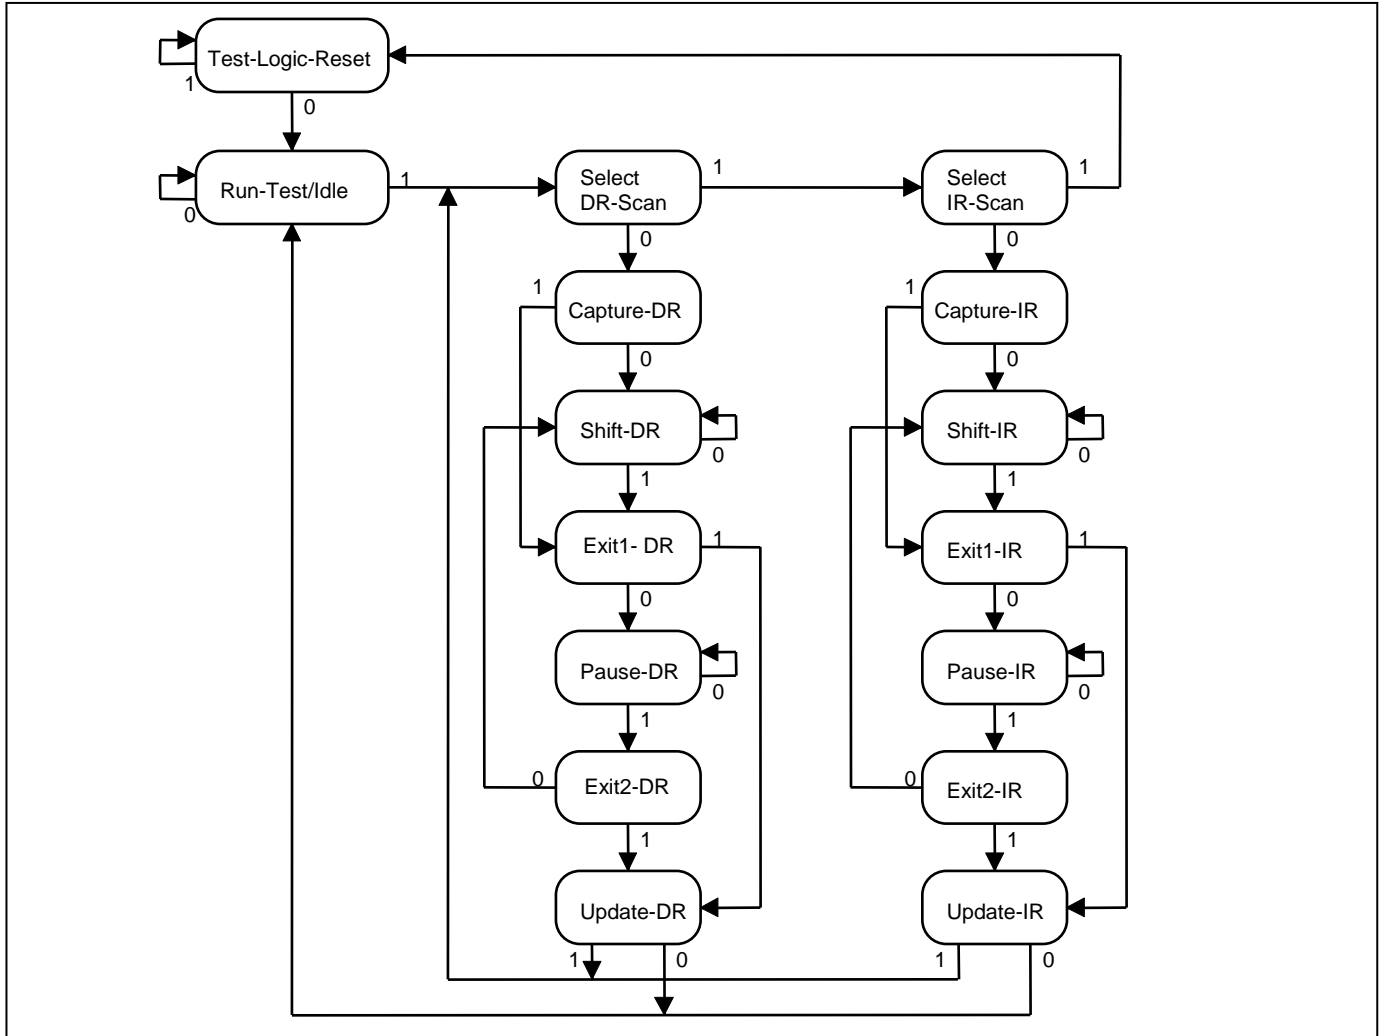 Test-Logic-Reset
1
0
Run-Test/Idle
0
1
Select
DR-Scan
1
0
Select
IR-Scan
1
0
1
Capture-DR
0
1
Capture-IR
0
Shift-DR
0
1
Shift-IR
0
1
Exit1- DR
1
0
Exit1-IR
1
0
Pause-DR
0
1
Pause-IR
0
1
0
Exit2-DR
1
0
Exit2-IR
1
Update-DR
1
0
Update-IR
1
0